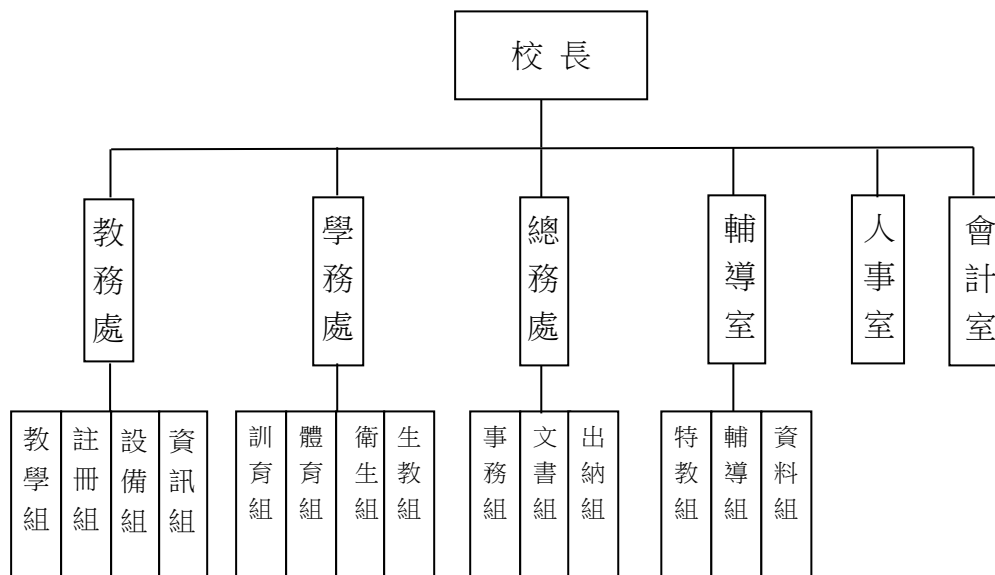 校長
教務處
學務處
總務處
輔導室
人事室
會計室
教學組
註冊組
設備組
資訊組
訓育組
體育組
衛生組
生教組
事務組
文書組
出納組
特教組
輔導組
資料組